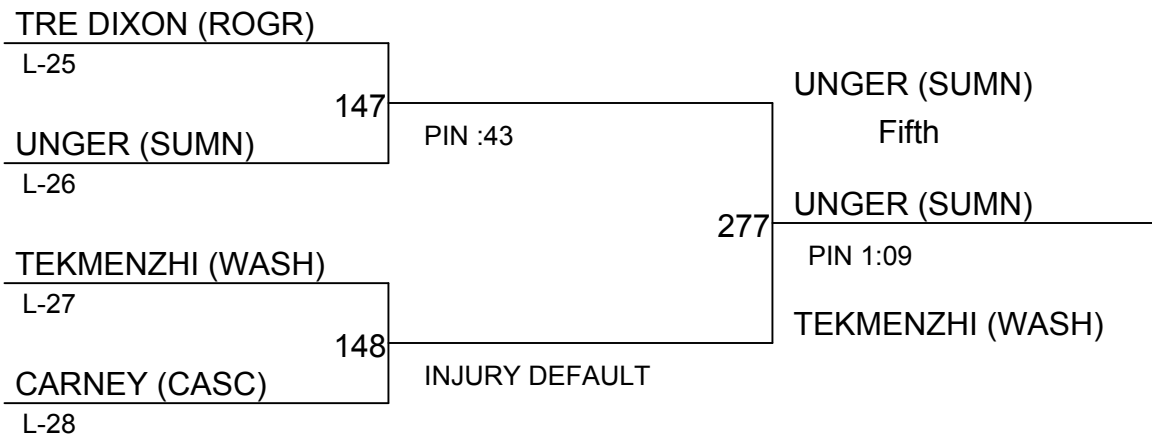 TRE DIXON (ROGR)
L-25
147
PIN :43
UNGER (SUMN)
L-26
TEKMENZHI (WASH)
L-27
148
INJURY DEFAULT
CARNEY (CASC)
L-28
UNGER (SUMN)
Fifth
277
UNGER (SUMN)
PIN 1:09
TEKMENZHI (WASH)